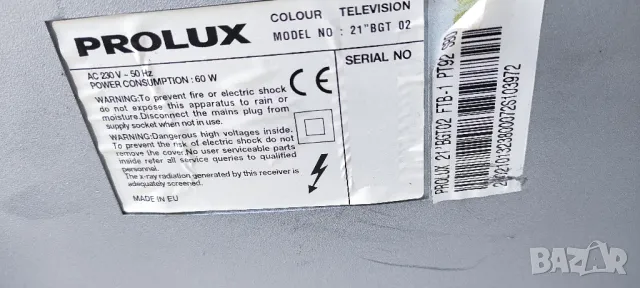 PROLUX
COLOUR TELEVISION
MODEL NO : 21"BGT 02
AC 230 V ~ 50 Hz
POWER CONSUMPTION : 60 W
SERIAL NO
CE
WARNING:To prevent fire or electric shock
do not expose this apparatus to rain or
moisture.Disconnect the mains plug from
supply socket when not in use.
WARNING:Dangerous high voltages inside.
To prevent the risk of electric shock do not
remove the cover.No user serviceable parts
inside refer all service queries to qualified
personnel.
The x-ray radiation generated by this receiver is
adequately screened.
MADE IN EU
PROLUX 21"BGT02 FTB-1 PT92
BAZAR